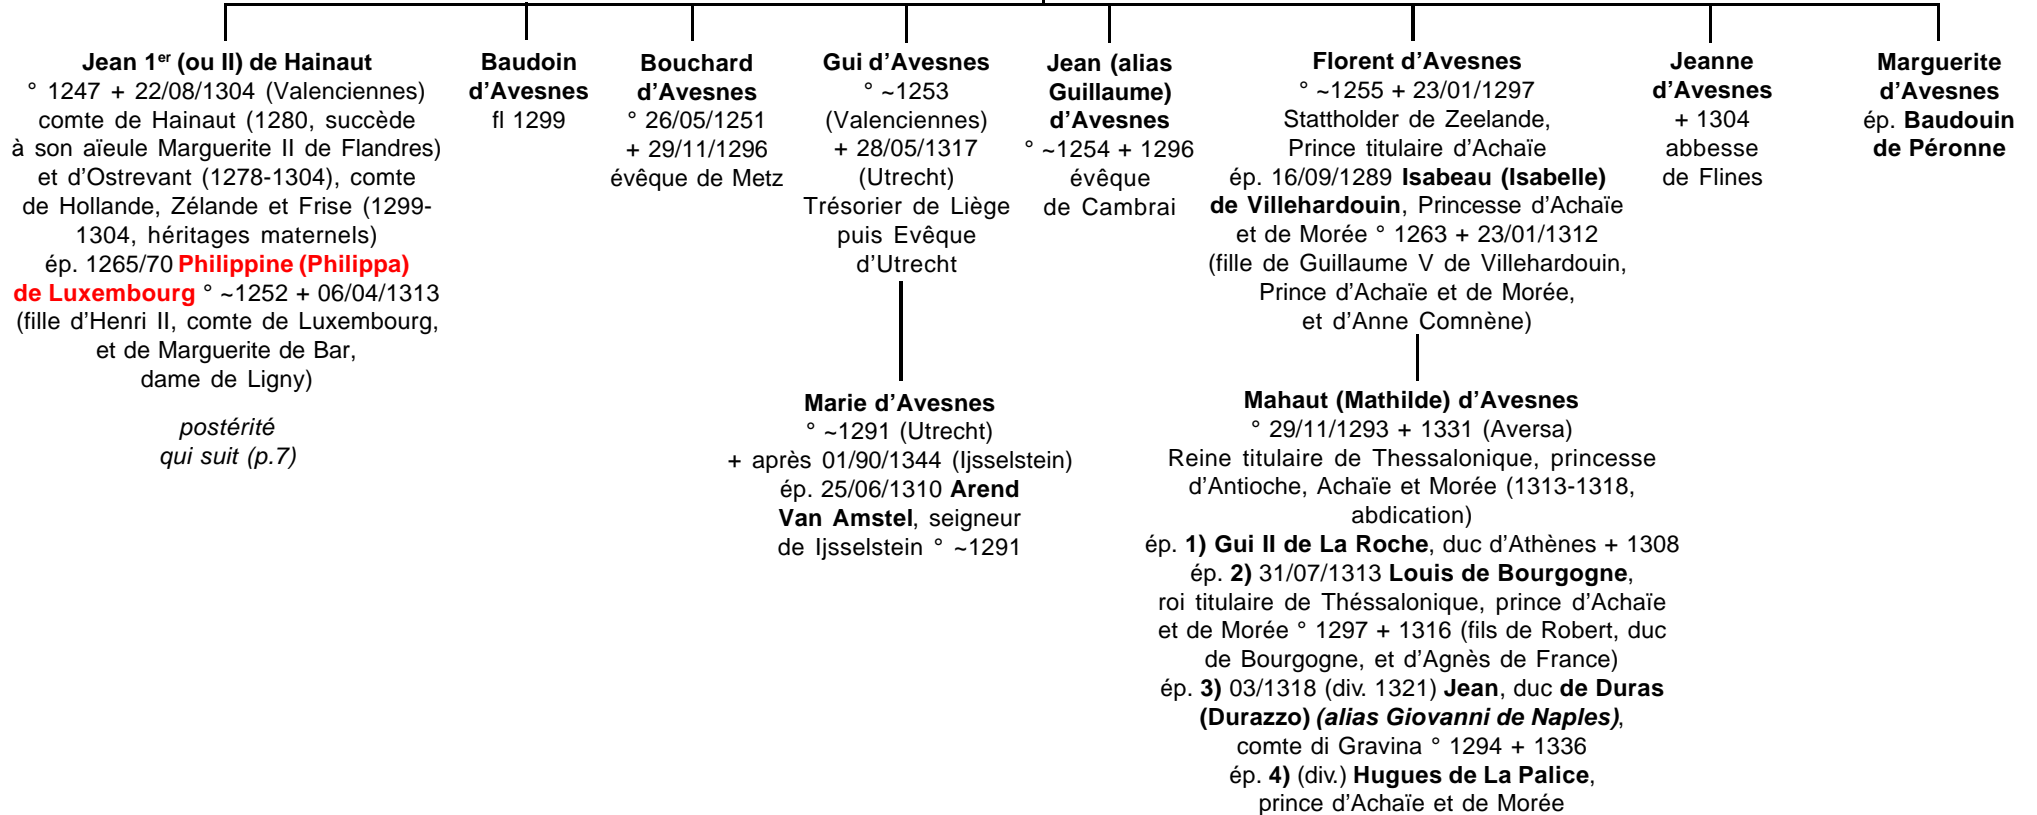 Jean 1er (ou II) de Hainaut
° 1247 + 22/08/1304 (Valenciennes)
comte de Hainaut (1280, succède
à son aïeule Marguerite II de Flandres)
et d'Ostrevant (1278-1304), comte
de Hollande, Zélande et Frise (1299-
1304, héritages maternels)
ép. 1265/70 Philippine (Philippa)
de Luxembourg ° ~1252 + 06/04/1313
(fille d'Henri II, comte de Luxembourg,
et de Marguerite de Bar,
dame de Ligny)
postérité
qui suit (p.7)
Baudoin
d'Avesnes
fl 1299
Bouchard
d'Avesnes
° 26/05/1251
+ 29/11/1296
évêque de Metz
Gui d'Avesnes
° ~1253
(Valenciennes)
+ 28/05/1317
(Utrecht)
Trésorier de Liège
puis Evêque
d'Utrecht
Marie d'Avesnes
° ~1291 (Utrecht)
+ après 01/90/1344 (Ijsselstein)
ép. 25/06/1310 Arend
Van Amstel, seigneur
de Ijsselstein ° ~1291
Jean (alias
Guillaume)
d'Avesnes
° ~1254 + 1296
évêque
de Cambrai
Florent d'Avesnes
° ~1255 + 23/01/1297
Stattholder de Zeelande,
Prince titulaire d'Achaïe
ép. 16/09/1289 Isabeau (Isabelle)
de Villehardouin, Princesse d'Achaïe
et de Morée ° 1263 + 23/01/1312
(fille de Guillaume V de Villehardouin,
Prince d'Achaïe et de Morée,
et d'Anne Comnène)
Mahaut (Mathilde) d'Avesnes
° 29/11/1293 + 1331 (Aversa)
Reine titulaire de Thessalonique, princesse
d'Antioche, Achaïe et Morée (1313-1318,
abdication)
ép. 1) Gui II de La Roche, duc d'Athènes + 1308
ép. 2) 31/07/1313 Louis de Bourgogne,
roi titulaire de Théssalonique, prince d'Achaïe
et de Morée ° 1297 + 1316 (fils de Robert, duc
de Bourgogne, et d'Agnès de France)
ép. 3) 03/1318 (div. 1321) Jean, duc de Duras
(Durazzo) (alias Giovanni de Naples),
comte di Gravina ° 1294 + 1336
ép. 4) (div.) Hugues de La Palice,
prince d'Achaïe et de Morée
Jeanne
d'Avesnes
+ 1304
abbesse
de Flines
Marguerite
d'Avesnes
ép. Baudouin
de Péronne